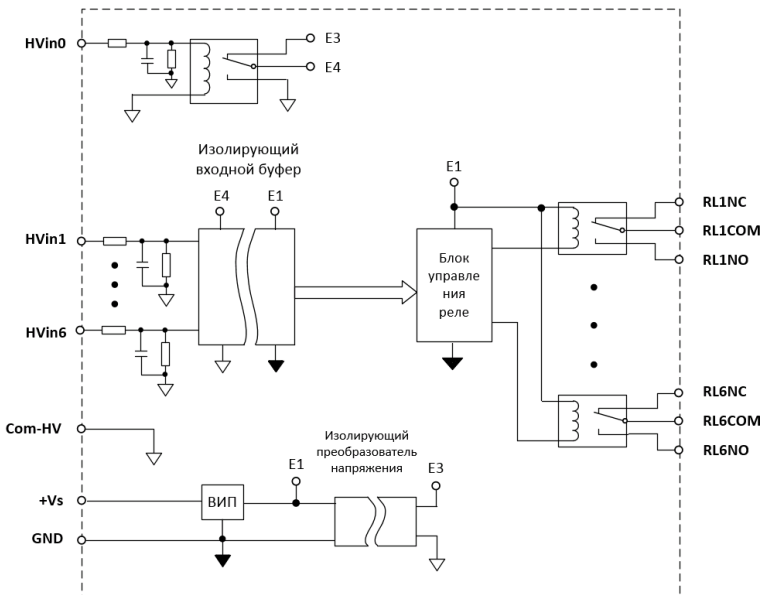 HVin0
E3
E4
Изолирующий
входной буфер
E4
E1
E1
HVin1
HVin6
Блок
управле
ния
реле
RL1NC
RL1COM
RL1NO
RL6NC
RL6COM
RL6NO
Com-HV
Изолирующий
преобразователь
напряжения
E1
E3
+Vs
ВИП
GND